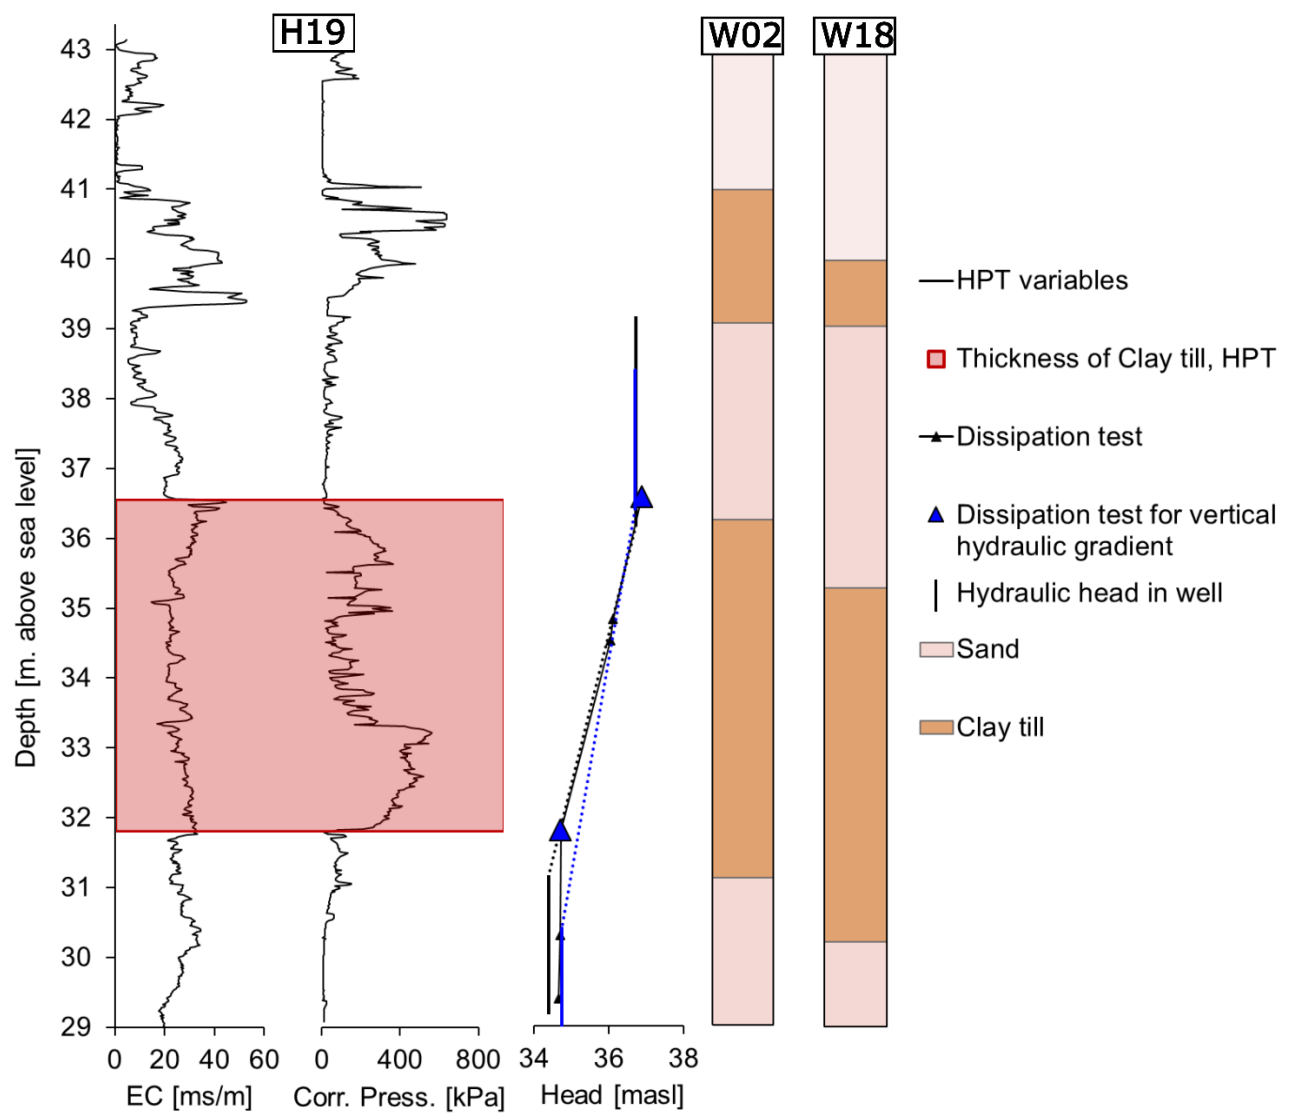 H19
W02
W18
43
42
41
40
39
38
37
36
35
34
33
32
31
30
29
Depth [m. above sea level]
0 20 40 60
EC [ms/m]
0 400 800
Corr. Press. [kPa]
34 36 38
Head [masl]
HPT variables
Thickness of Clay till, HPT
Dissipation test
Dissipation test for vertical
hydraulic gradient
Hydraulic head in well
Sand
Clay till